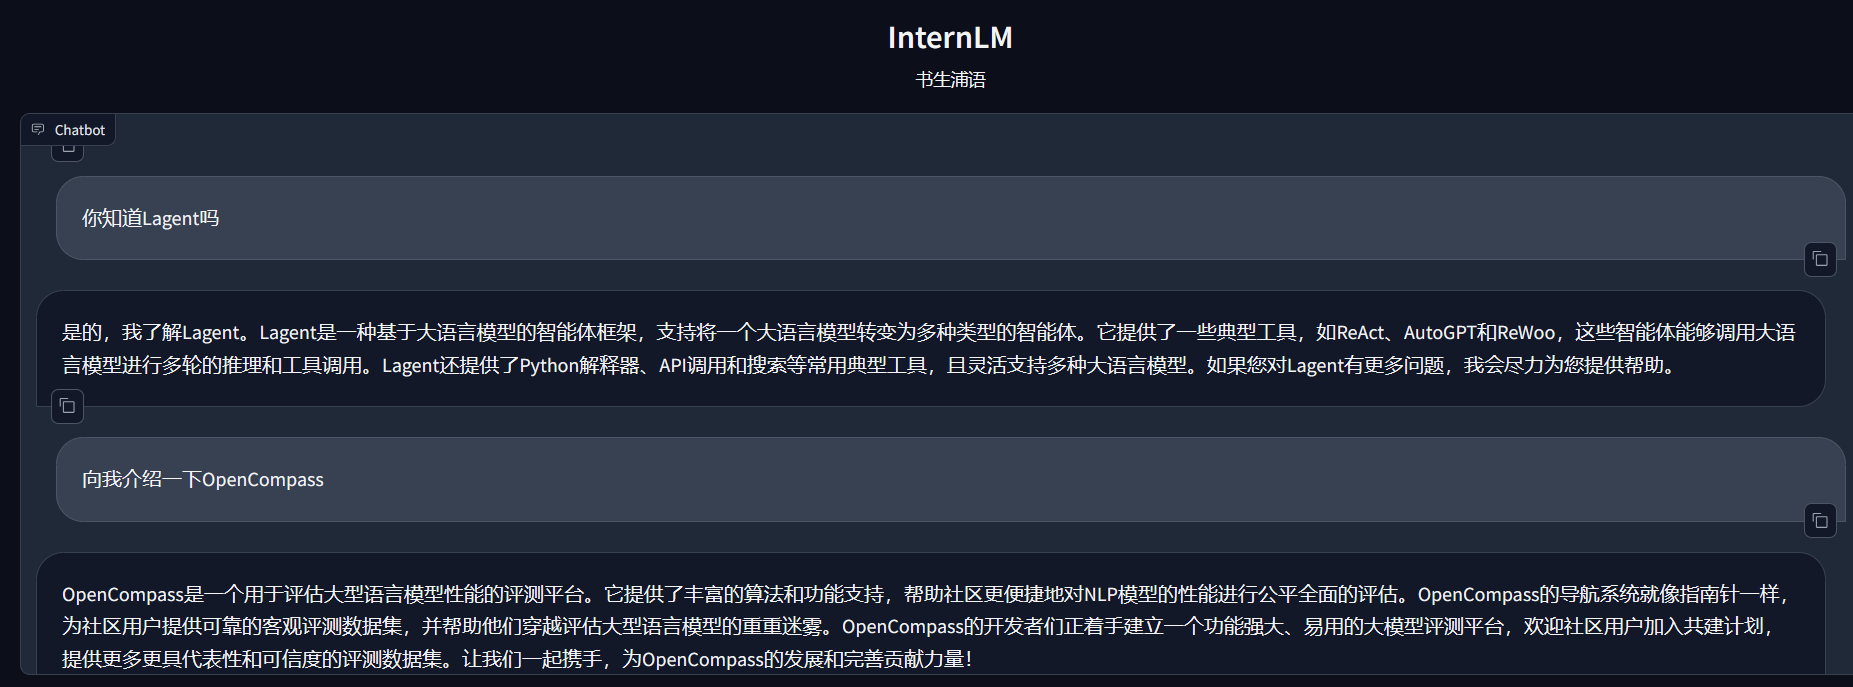 InternLM
书生浦语
Chatbot
你知道Lagent吗
是的，我了解Lagent。Lagent是一种基于大语言模型的智能体框架，支持将一个大语言模型转变为多种类型的智能体。它提供了一些典型工具，如ReAct、AutoGPT和ReWoo，这些智能体能够调用大语
言模型进行多轮的推理和工具调用。Lagent还提供了Python解释器、API调用和搜索等常用典型工具，且灵活支持多种大语言模型。如果您对Lagent有更多问题，我会尽力为您提供帮助。
向我介绍一下OpenCompass
OpenCompass是一个用于评估大型语言模型性能的评测平台。它提供了丰富的算法和功能支持，帮助社区更便捷地对NLP模型的性能进行公平全面的评估。OpenCompass的导航系统就像指南针一样，
为社区用户提供可靠的客观评测数据集，并帮助他们穿越评估大型语言模型的重重迷雾。OpenCompass的开发者们正着手建立一个功能强大、易用的大模型评测平台，欢迎社区用户加入共建计划，
提供更多更具代表性和可信度的评测数据集。让我们一起携手，为OpenCompass的发展和完善贡献力量！